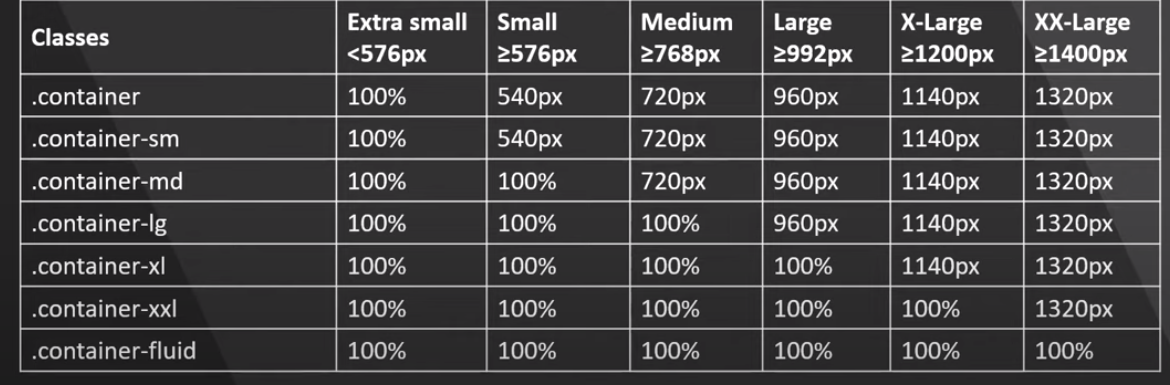 Classes Extra small <576px Small ≥576px Medium ≥768px Large ≥992px X-Large ≥1200px XX-Large ≥1400px
.container 100% 540px 720px 960px 1140px 1320px
.container-sm 100% 540px 720px 960px 1140px 1320px
.container-md 100% 100% 720px 960px 1140px 1320px
.container-lg 100% 100% 100% 960px 1140px 1320px
.container-xl 100% 100% 100% 100% 1140px 1320px
.container-xxl 100% 100% 100% 100% 100% 1320px
.container-fluid 100% 100% 100% 100% 100% 100%